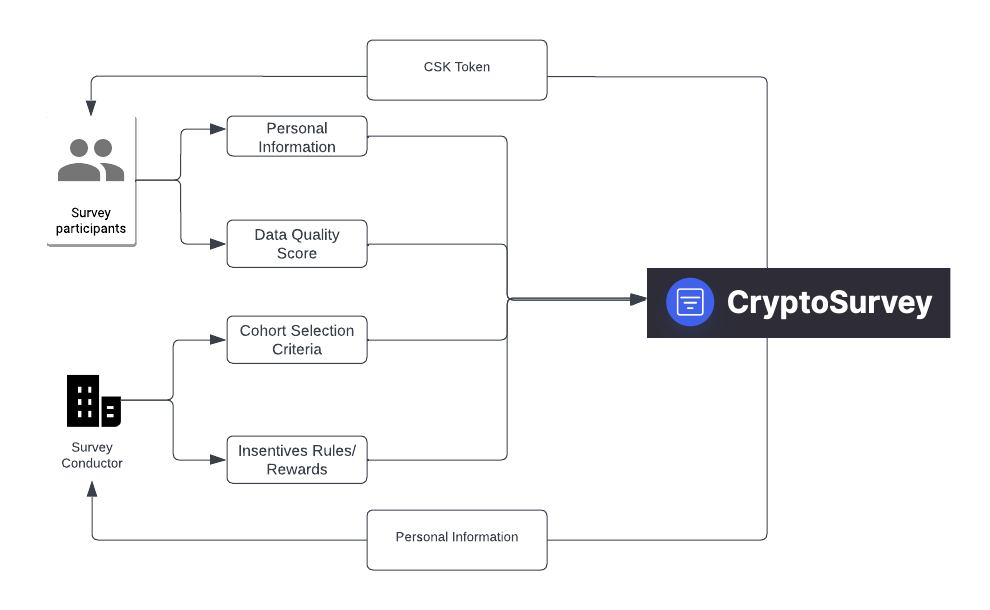 CSK Token
Personal
Information
Survey
participants
Data Quality
Score
CryptoSurvey
Cohort Selection
Criteria
Survey
Conductor
Insentives Rules/
Rewards
Personal Information